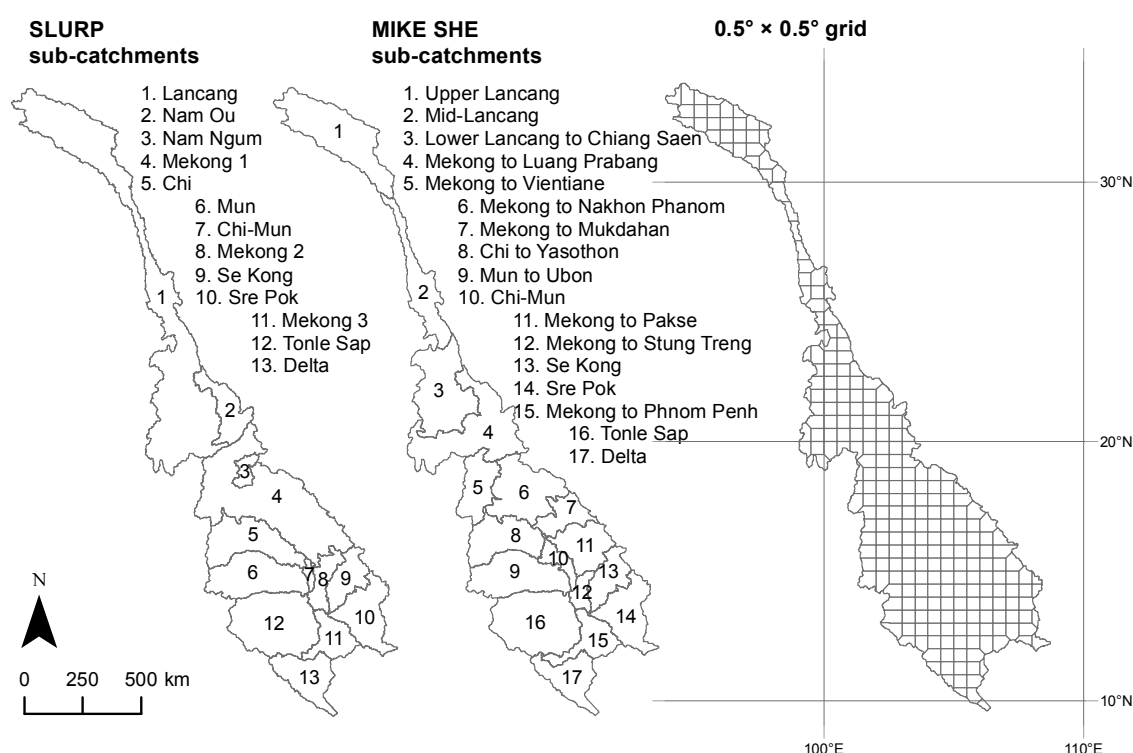 SLURP
sub-catchments
1. Lancang
2. Nam Ou
3. Nam Ngum
4. Mekong 1
5. Chi
6. Mun
7. Chi-Mun
8. Mekong 2
9. Se Kong
10. Sre Pok
11. Mekong 3
12. Tonle Sap
13. Delta
1
2
3
4
5
6
7
8
9
10
12
11
13
N
0 250 500 km
MIKE SHE
sub-catchments
1. Upper Lancang
2. Mid-Lancang
3. Lower Lancang to Chiang Saen
4. Mekong to Luang Prabang
5. Mekong to Vientiane
6. Mekong to Nakhon Phanom
7. Mekong to Mukdahan
8. Chi to Yasothon
9. Mun to Ubon
10. Chi-Mun
11. Mekong to Pakse
12. Mekong to Stung Treng
13. Se Kong
14. Sre Pok
15. Mekong to Phnom Penh
16. Tonle Sap
17. Delta
1
2
3
4
5
6
7
8
10
11
9
13
12
14
16
15
17
0.5° × 0.5° grid
30°N
20°N
10°N
100°E
110°E